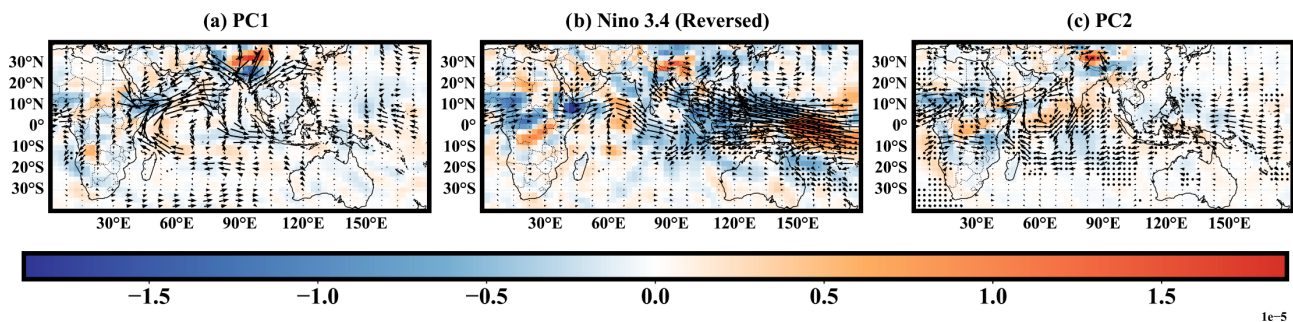 (a) PC1 (b) Nino 3.4 (Reversed) (c) PC2
30°N 30°N 30°N
20°N 20°N 20°N
10°N 10°N 10°N
0° 0° 0°
10°S 10°S 10°S
20°S 20°S 20°S
30°S 30°S 30°S
30°E 60°E 90°E 120°E 150°E 30°E 60°E 90°E 120°E 150°E 30°E 60°E 90°E 120°E 150°E
−1.5 −1.0 −0.5 0.0 0.5 1.0 1.5
1e−5